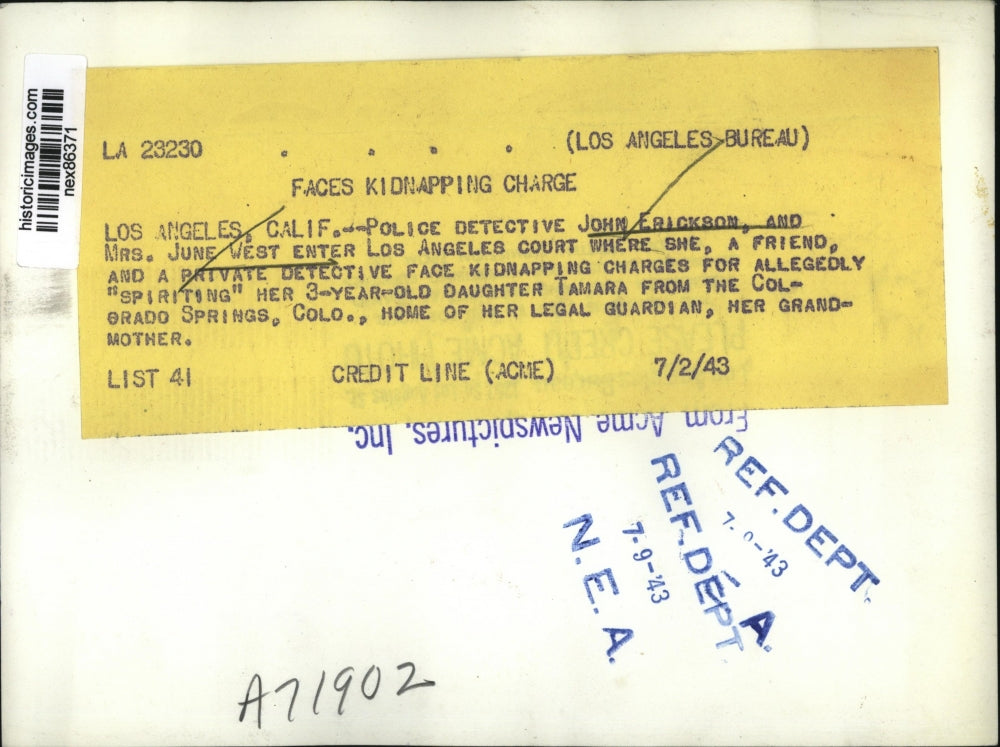 historicimages.com
nex86371
LA 23230 . . . . (LOS ANGELES BUREAU)
FACES KIDNAPPING CHARGE
LOS ANGELES, CALIF.--POLICE DETECTIVE JOHN ERICKSON, AND
MRS. JUNE WEST ENTER LOS ANGELES COURT WHERE SHE, A FRIEND,
AND A PRIVATE DETECTIVE FACE KIDNAPPING CHARGES FOR ALLEGEDLY
"SPIRITING" HER 3-YEAR-OLD DAUGHTER TAMARA FROM THE COL-
ORADO SPRINGS, COLO., HOME OF HER LEGAL GUARDIAN, HER GRAND-
MOTHER.
LIST 41 CREDIT LINE (ACME) 7/2/43
From Acme Newspictures, Inc.
REF. DEPT.
7- -'43
A.
REF. DEPT
7-9-'43
N.E.A.
A71902